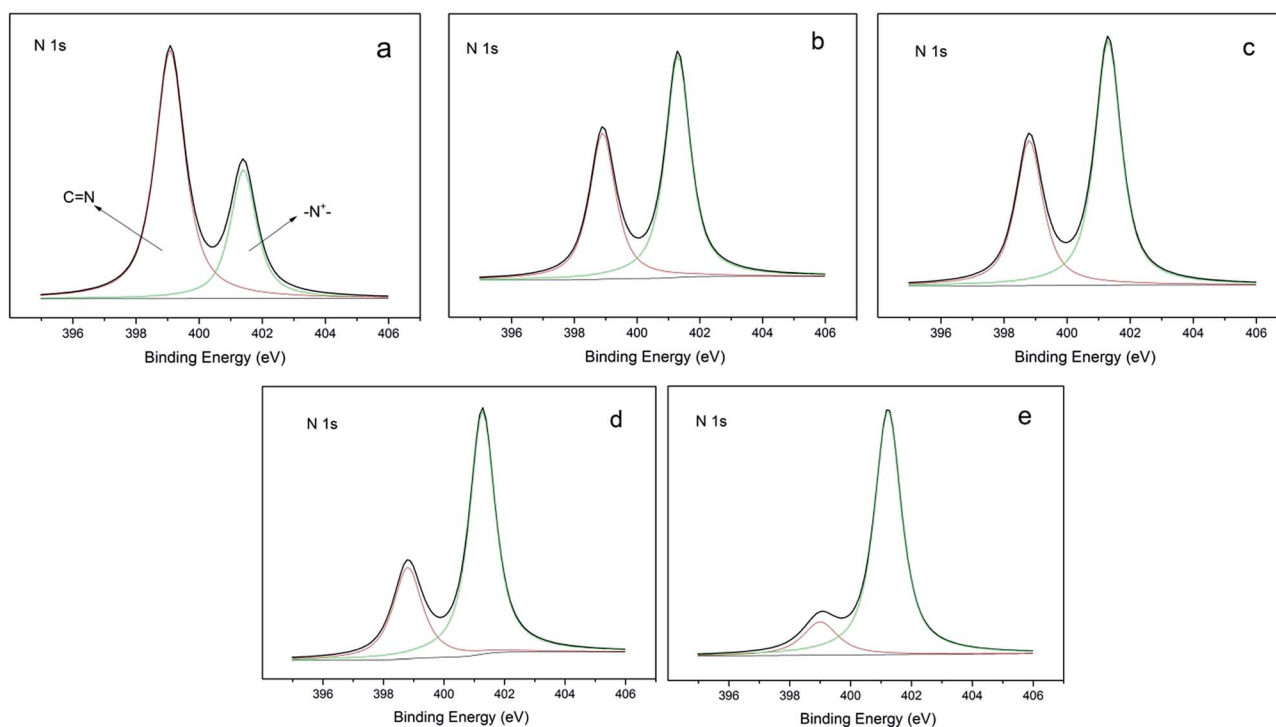 N 1s
a
C=N
-N⁺-
396 398 400 402 404 406
Binding Energy (eV)
N 1s
b
396 398 400 402 404 406
Binding Energy (eV)
N 1s
c
396 398 400 402 404 406
Binding Energy (eV)
N 1s
d
396 398 400 402 404 406
Binding Energy (eV)
N 1s
e
396 398 400 402 404 406
Binding Energy (eV)